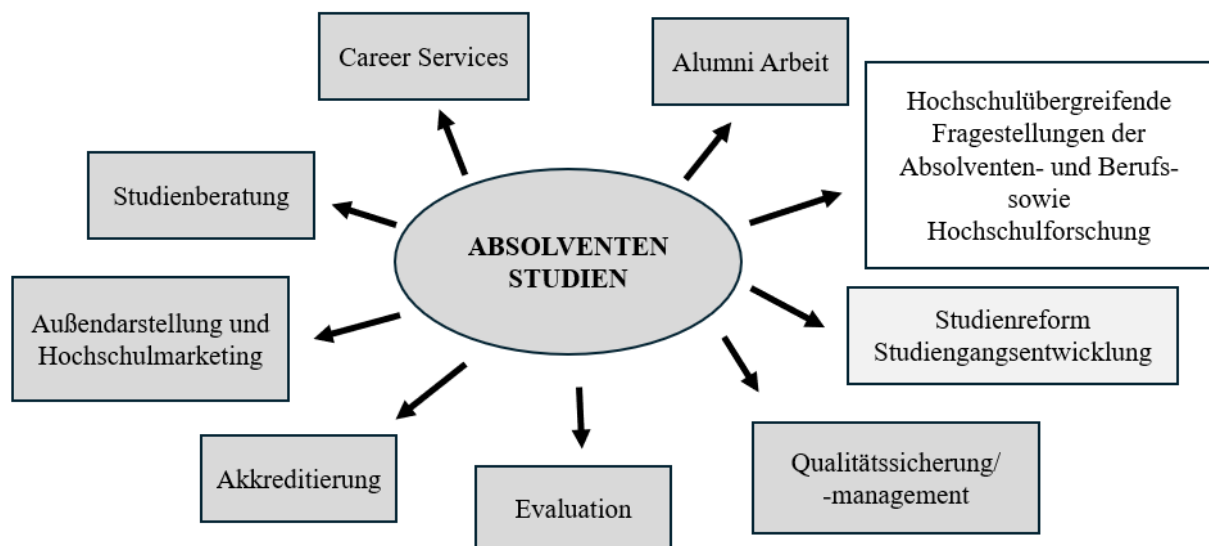 Career Services
Alumni Arbeit
Hochschulübergreifende
Fragestellungen der
Absolventen- und Berufs-
sowie
Hochschulforschung
Studienberatung
ABSOLVENTEN
STUDIEN
Außendarstellung und
Hochschulmarketing
Studienreform
Studiengangsentwicklung
Akkreditierung
Evaluation
Qualitätssicherung/
-management